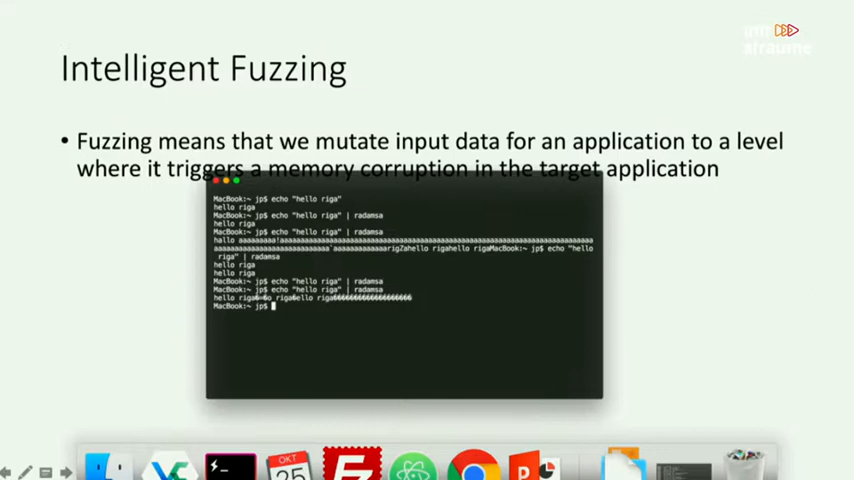 Intelligent Fuzzing
• Fuzzing means that we mutate input data for an application to a level
where it triggers a memory corruption in the target application
MacBook:~ jp$ echo "hello riga"
hello riga
MacBook:~ jp$ echo "hello riga" | radamsa
hello riga
MacBook:~ jp$ echo "hello riga" | radamsa
riga" | radamsa
hello riga
hello riga
MacBook:~ jp$ echo "hello riga" | radamsa
MacBook:~ jp$ echo "hello riga" | radamsa
MacBook:~ jp$
OKT
25